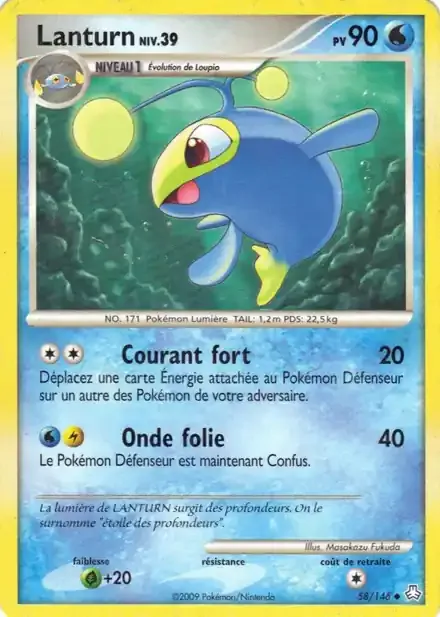 Lanturn NIV.39 PV 90
NIVEAU 1 Évolution de Loupio
NO. 171 Pokémon Lumière TAIL: 1,2m PDS: 22,5kg
Courant fort 20
Déplacez une carte Énergie attachée au Pokémon Défenseur
sur un autre des Pokémon de votre adversaire.
Onde folie 40
Le Pokémon Défenseur est maintenant Confus.
La lumière de LANTURN surgit des profondeurs. On le
surnomme "étoile des profondeurs".
Illus. Masakazu Fukuda
faiblesse résistance coût de retraite
+20
©2009 Pokémon/Nintendo 58/146